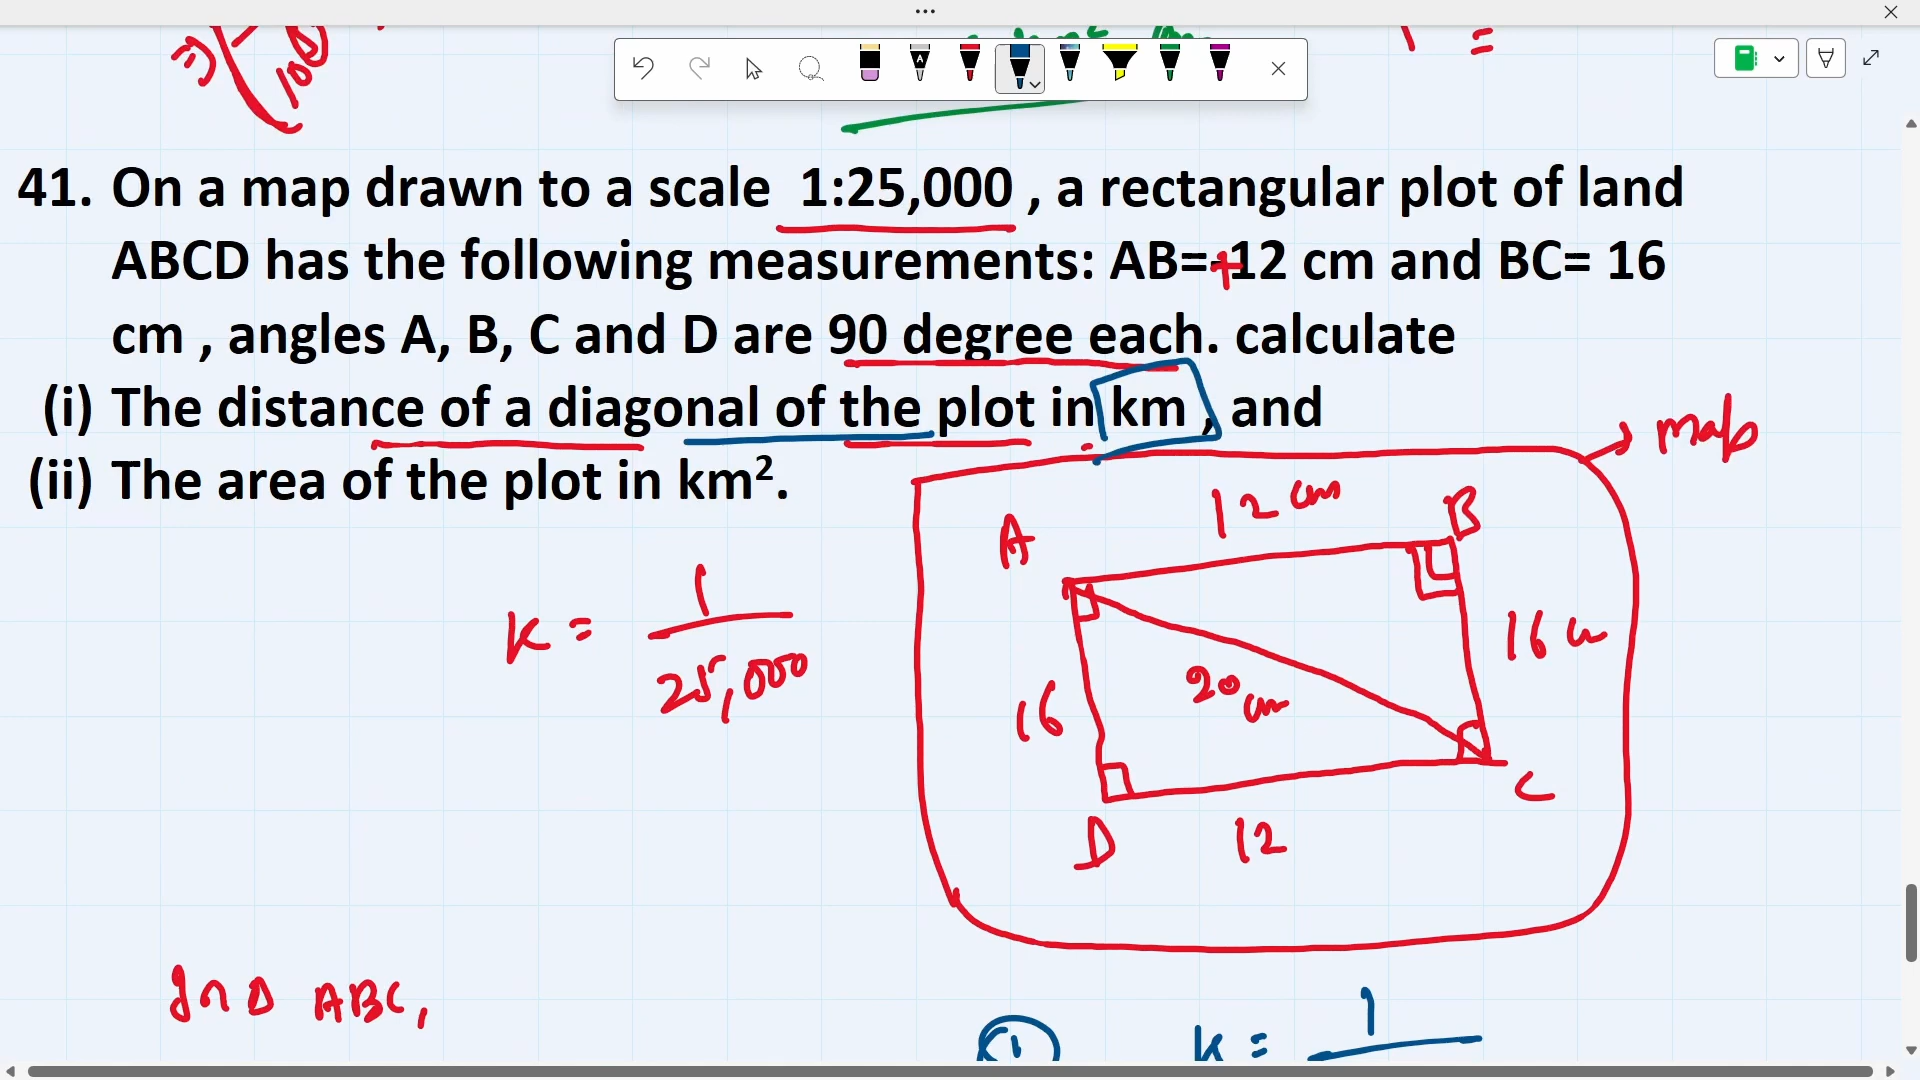 41. On a map drawn to a scale 1:25,000 , a rectangular plot of land
ABCD has the following measurements: AB=+12 cm and BC= 16
cm , angles A, B, C and D are 90 degree each. calculate
(i) The distance of a diagonal of the plot in km , and
(ii) The area of the plot in km².
map
12 cm
A
B
K = 1
25,000
16
20 cm
16 cm
D
12
C
In Δ ABC,
(1)
k = 1